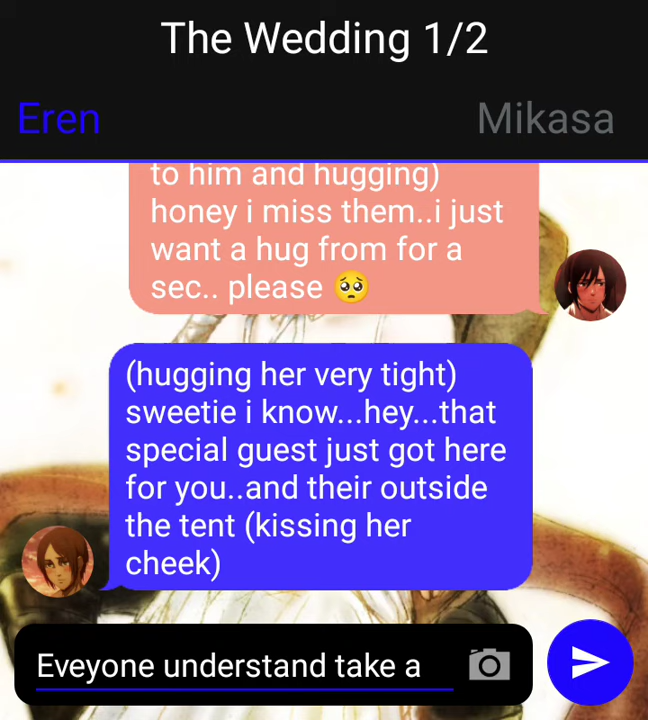 The Wedding 1/2
Eren
Mikasa
to him and hugging)
honey i miss them..i just
want a hug from for a
sec.. please 🥺
(hugging her very tight)
sweetie i know...hey...that
special guest just got here
for you..and their outside
the tent (kissing her
cheek)
Eveyone understand take a